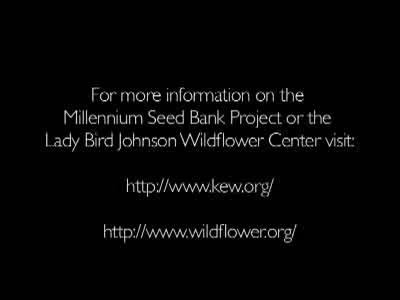 For more information on the
Millennium Seed Bank Project or the
Lady Bird Johnson Wildflower Center visit:
http://www.kew.org/
http://www.wildflower.org/